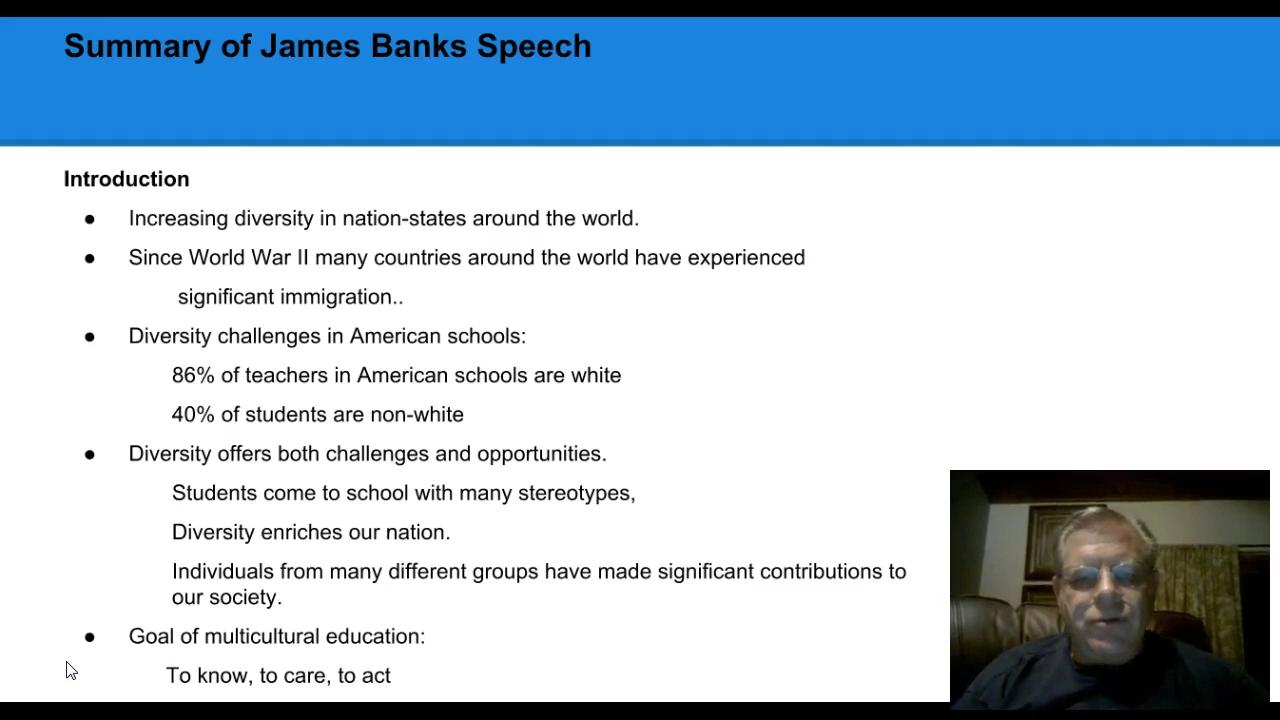 Summary of James Banks Speech
Introduction
● Increasing diversity in nation-states around the world.
● Since World War II many countries around the world have experienced
significant immigration..
● Diversity challenges in American schools:
86% of teachers in American schools are white
40% of students are non-white
● Diversity offers both challenges and opportunities.
Students come to school with many stereotypes,
Diversity enriches our nation.
Individuals from many different groups have made significant contributions to
our society.
● Goal of multicultural education:
To know, to care, to act